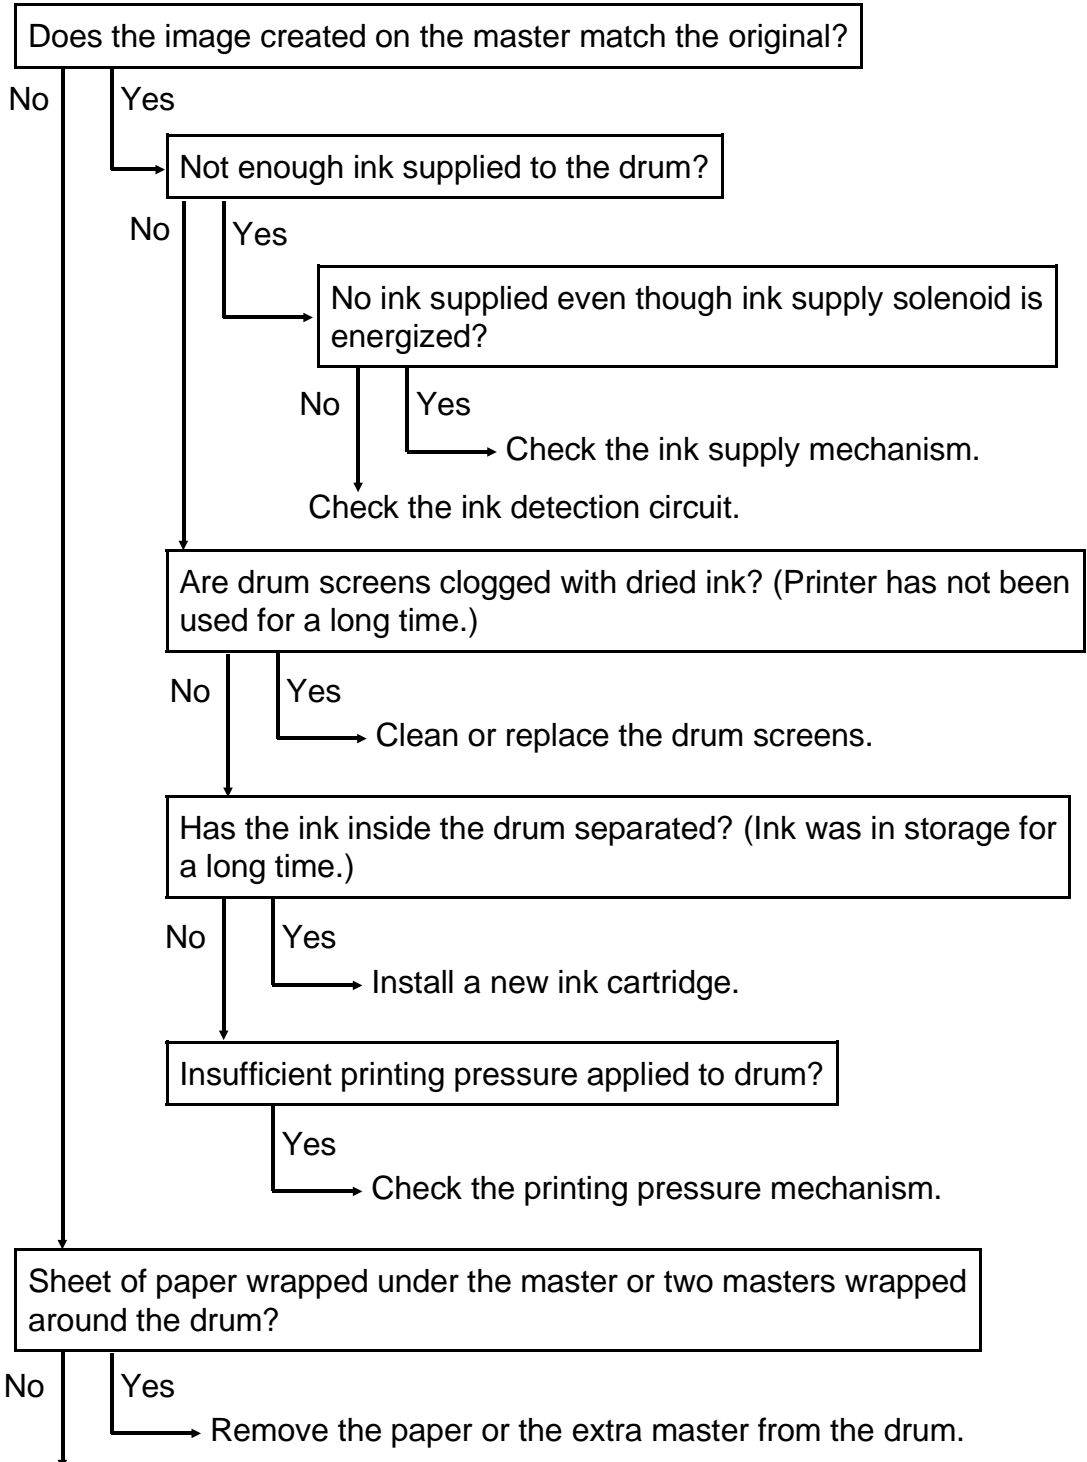 Does the image created on the master match the original?
No
Yes
Not enough ink supplied to the drum?
No
Yes
No ink supplied even though ink supply solenoid is
energized?
No
Yes
Check the ink supply mechanism.
Check the ink detection circuit.
Are drum screens clogged with dried ink? (Printer has not been
used for a long time.)
No
Yes
Clean or replace the drum screens.
Has the ink inside the drum separated? (Ink was in storage for
a long time.)
No
Yes
Install a new ink cartridge.
Insufficient printing pressure applied to drum?
Yes
Check the printing pressure mechanism.
Sheet of paper wrapped under the master or two masters wrapped
around the drum?
No
Yes
Remove the paper or the extra master from the drum.